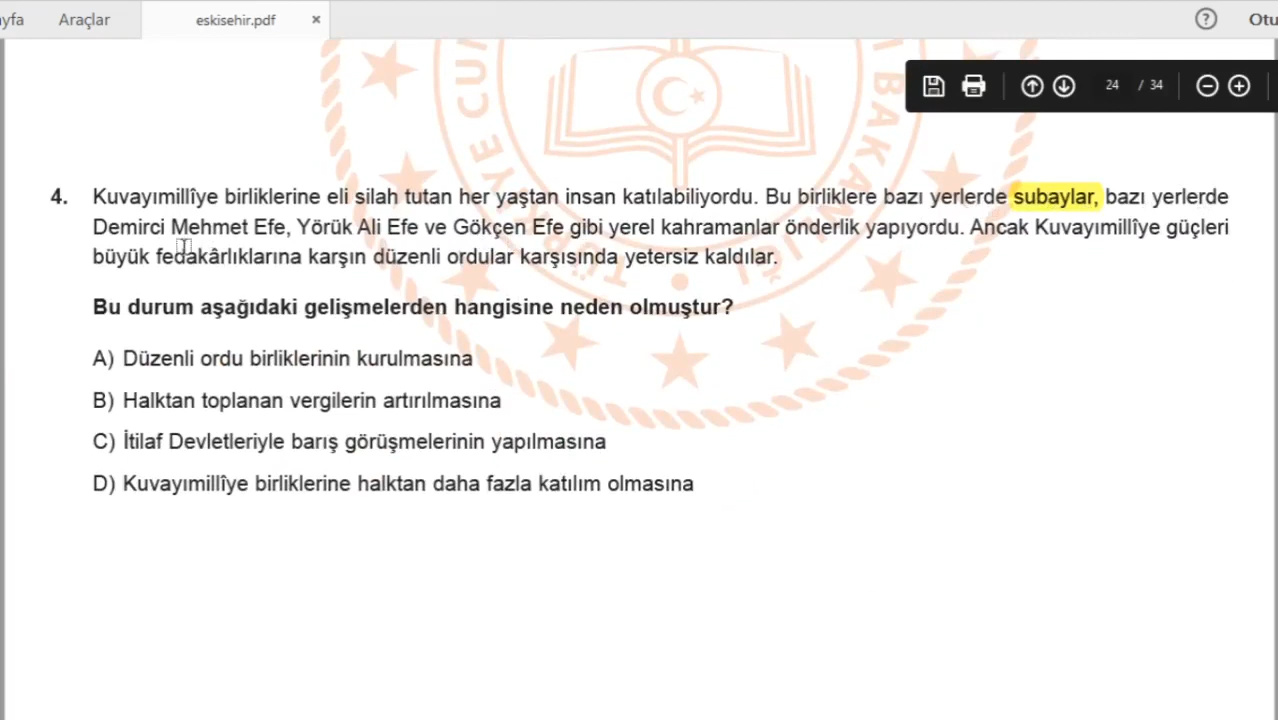 yfa Araçlar eskisehir.pdf × ? Otu
24 / 34
4. Kuvayımillîye birliklerine eli silah tutan her yaştan insan katılabiliyordu. Bu birliklere bazı yerlerde subaylar, bazı yerlerde
Demirci Mehmet Efe, Yörük Ali Efe ve Gökçen Efe gibi yerel kahramanlar önderlik yapıyordu. Ancak Kuvayımillîye güçleri
büyük fedakârlıklarına karşın düzenli ordular karşısında yetersiz kaldılar.
Bu durum aşağıdaki gelişmelerden hangisine neden olmuştur?
A) Düzenli ordu birliklerinin kurulmasına
B) Halktan toplanan vergilerin artırılmasına
C) İtilaf Devletleriyle barış görüşmelerinin yapılmasına
D) Kuvayımillîye birliklerine halktan daha fazla katılım olmasına